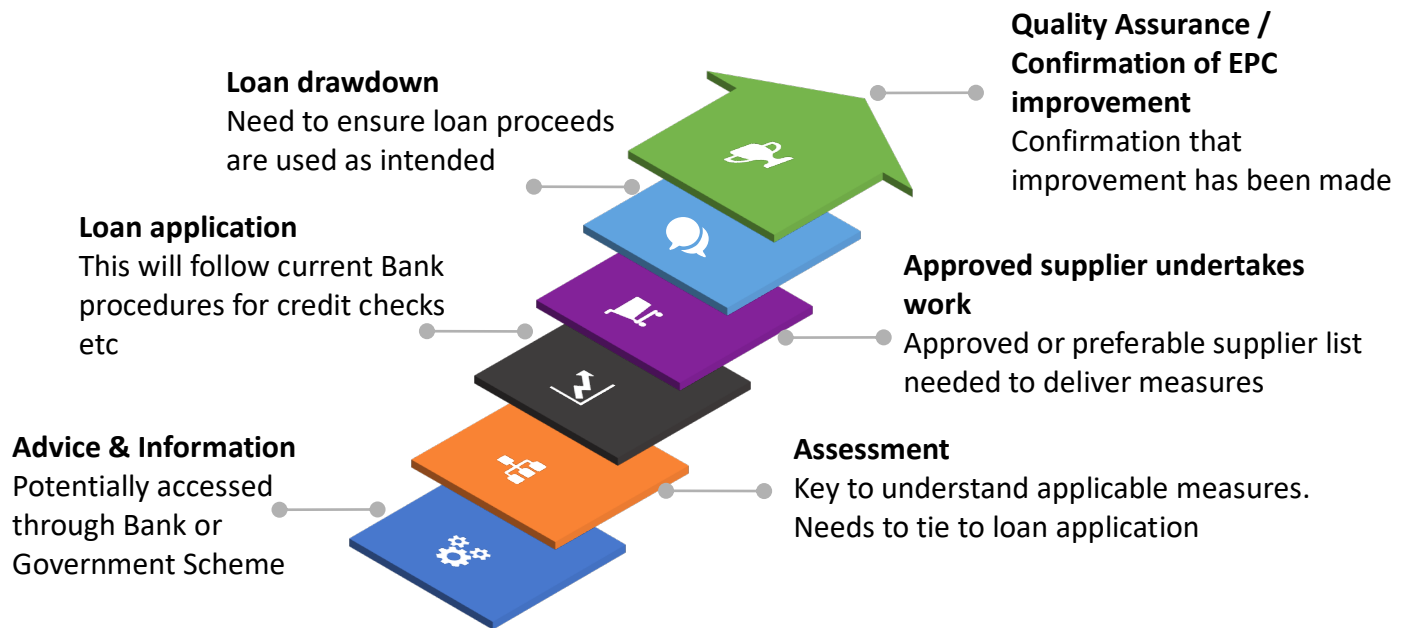 Quality Assurance /
Confirmation of EPC
improvement
Confirmation that
improvement has been made
Loan drawdown
Need to ensure loan proceeds
are used as intended
Loan application
This will follow current Bank
procedures for credit checks
etc
Approved supplier undertakes
work
Approved or preferable supplier list
needed to deliver measures
Advice & Information
Potentially accessed
through Bank or
Government Scheme
Assessment
Key to understand applicable measures.
Needs to tie to loan application